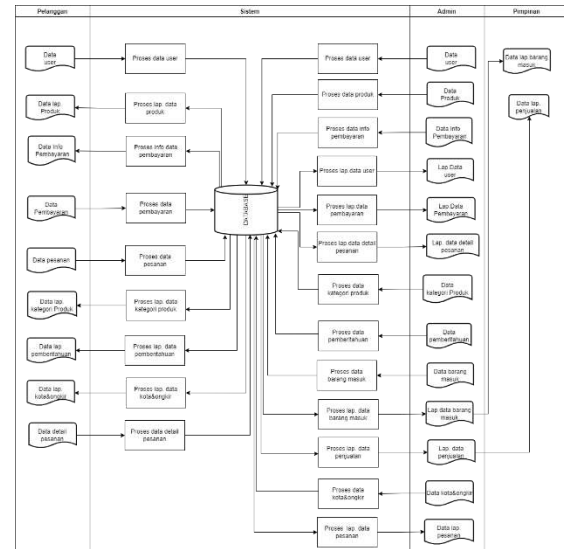 Pelanggan
Sistem
Admin
Pimpinan
Data
user
Proses data user
Proses data user
Data
user
Data lap barang
masuk
Data lap.
Produk
Proses lap. data
produk
Proses data produk
Data
Produk
Data lap.
penjualan
Data Info
Pembayaran
Proses info data
pembayaran
Proses data info
pembayaran
Data Info
Pembayaran
Proses lap data user
Lap Data
user
Data
Pembayaran
Proses data
pembayaran
DATABASE
Proses lap. data
pembayaran
Lap Data
Pembayaran
Data pesanan
Proses data
pesanan
Proses lap data detail
pesanan
Lap. data detail
pesanan
Data lap.
kategori Produk
Proses lap. data
kategori produk
Proses data
kategori produk
Data
kategori Produk
Data lap
pemberitahuan
Proses lap. data
pemberitahuan
Proses data
pemberitahuan
Data
pemberitahuan
Data lap.
kota&ongkir
Proses lap. data
kota&ongkir
Proses data
barang masuk
Data barang
masuk
Data detail
pesanan
Proses data detail
pesanan
Proses lap. data
barang masuk
Lap data barang
masuk
Proses lap. data
penjualan
Lap. data
penjualan
Proses data
kota&ongkir
Data kota&ongkir
Proses lap. data
pesanan
Data lap
pesanan